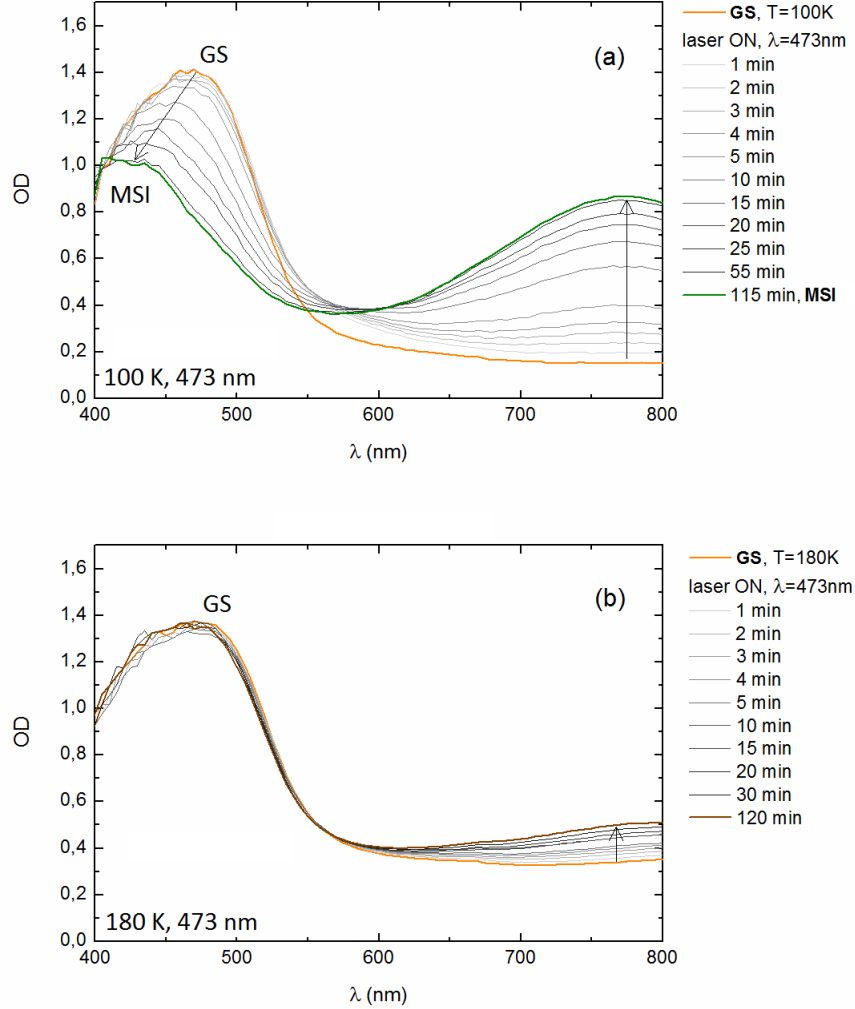 GS, T=100K
laser ON, λ=473nm
1 min
2 min
3 min
4 min
5 min
10 min
15 min
20 min
25 min
55 min
115 min, MSI
(a)
GS
MSI
100 K, 473 nm
OD
1,6
1,4
1,2
1,0
0,8
0,6
0,4
0,2
0,0
400 500 600 700 800
λ (nm)
GS, T=180K
laser ON, λ=473nm
1 min
2 min
3 min
4 min
5 min
10 min
15 min
20 min
30 min
120 min
(b)
GS
180 K, 473 nm
OD
1,6
1,4
1,2
1,0
0,8
0,6
0,4
0,2
0,0
400 500 600 700 800
λ (nm)